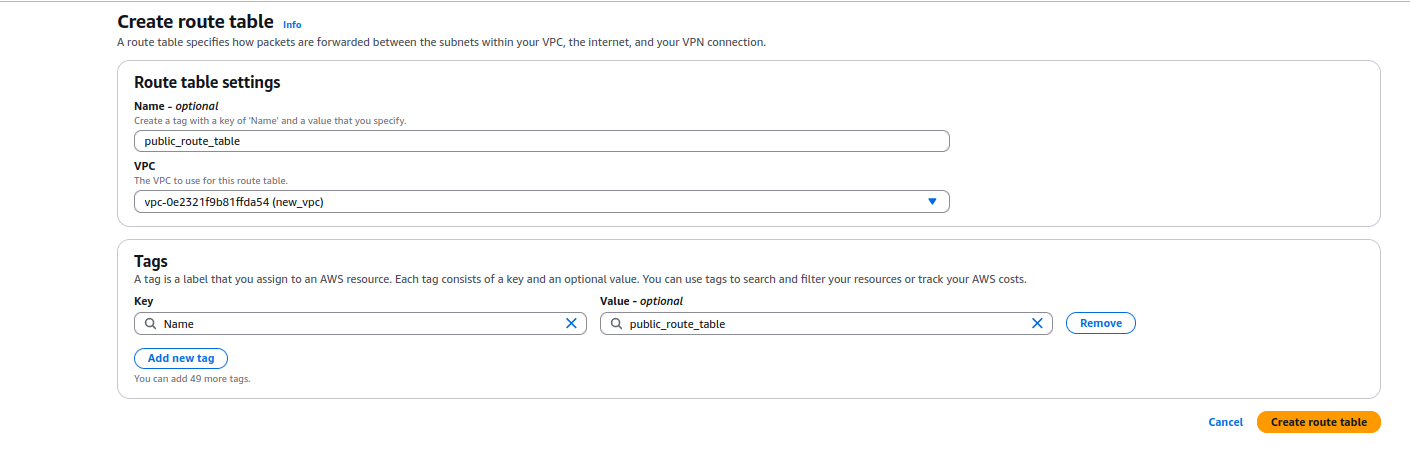 Create route table Info
A route table specifies how packets are forwarded between the subnets within your VPC, the internet, and your VPN connection.
Route table settings
Name - optional
Create a tag with a key of 'Name' and a value that you specify.
public_route_table
VPC
The VPC to use for this route table.
vpc-0e2321f9b81ffda54 (new_vpc)
Tags
A tag is a label that you assign to an AWS resource. Each tag consists of a key and an optional value. You can use tags to search and filter your resources or track your AWS costs.
Key Value - optional
Name public_route_table Remove
Add new tag
You can add 49 more tags.
Cancel Create route table